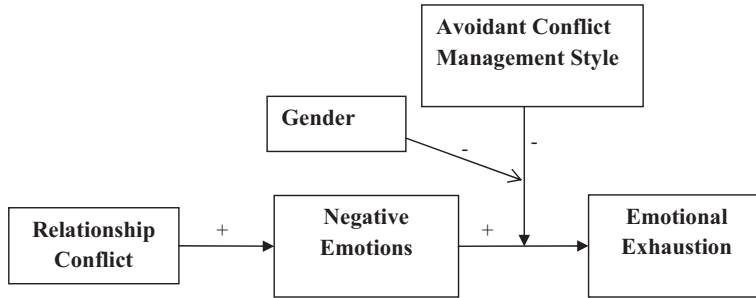 Avoidant Conflict
Management Style
Gender
-
-
Relationship
Conflict
+
Negative
Emotions
+
Emotional
Exhaustion